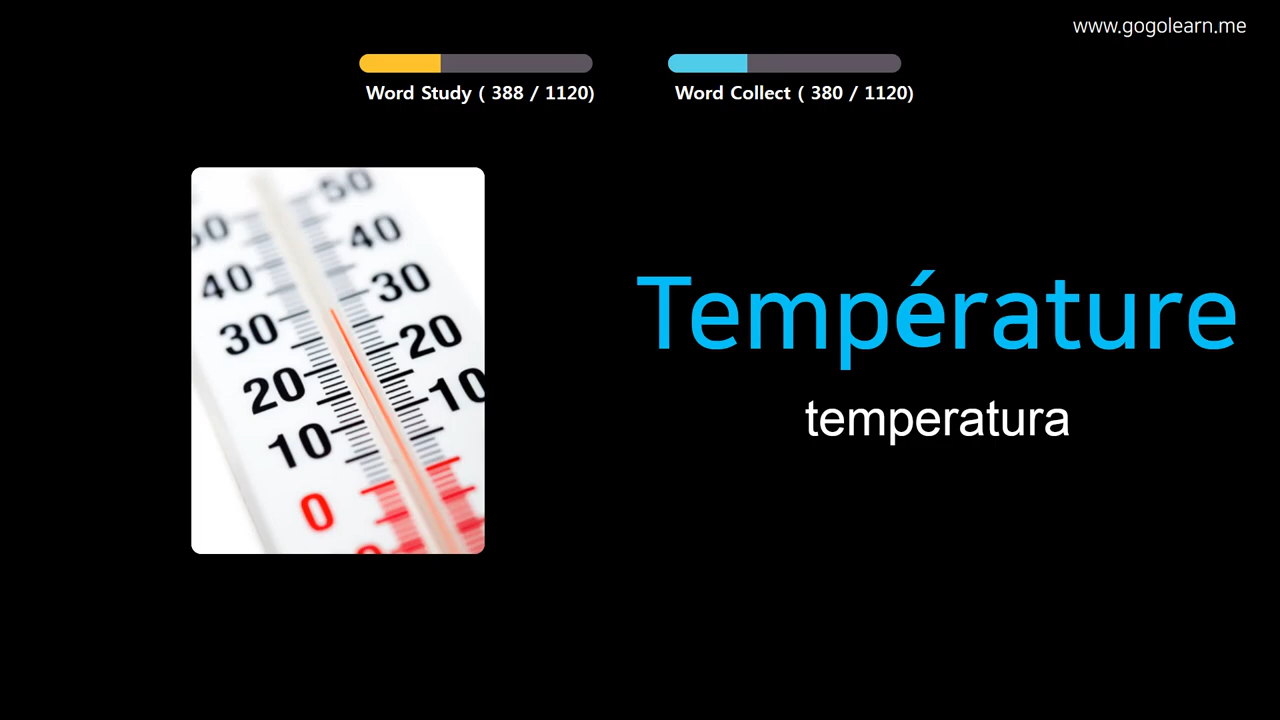 www.gogolearn.me
Word Study ( 388 / 1120)
Word Collect ( 380 / 1120)
50
40
40
30
30
20
20
10
10
0
Température
temperatura